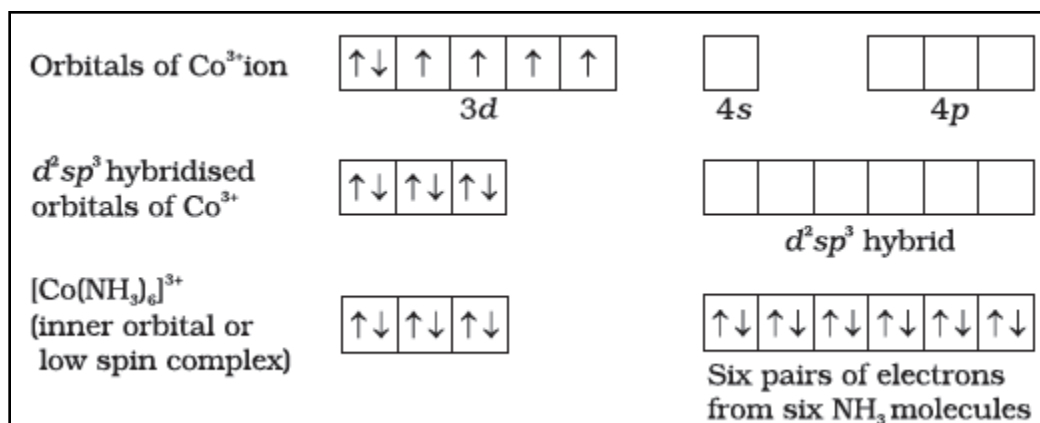 Orbitals of Co³⁺ion
↑↓ ↑ ↑ ↑ ↑
3d 4s 4p
d²sp³ hybridised
orbitals of Co³⁺
↑↓ ↑↓ ↑↓
d²sp³ hybrid
[Co(NH₃)₆]³⁺
(inner orbital or
low spin complex)
↑↓ ↑↓ ↑↓ ↑↓ ↑↓ ↑↓ ↑↓ ↑↓ ↑↓
Six pairs of electrons
from six NH₃ molecules